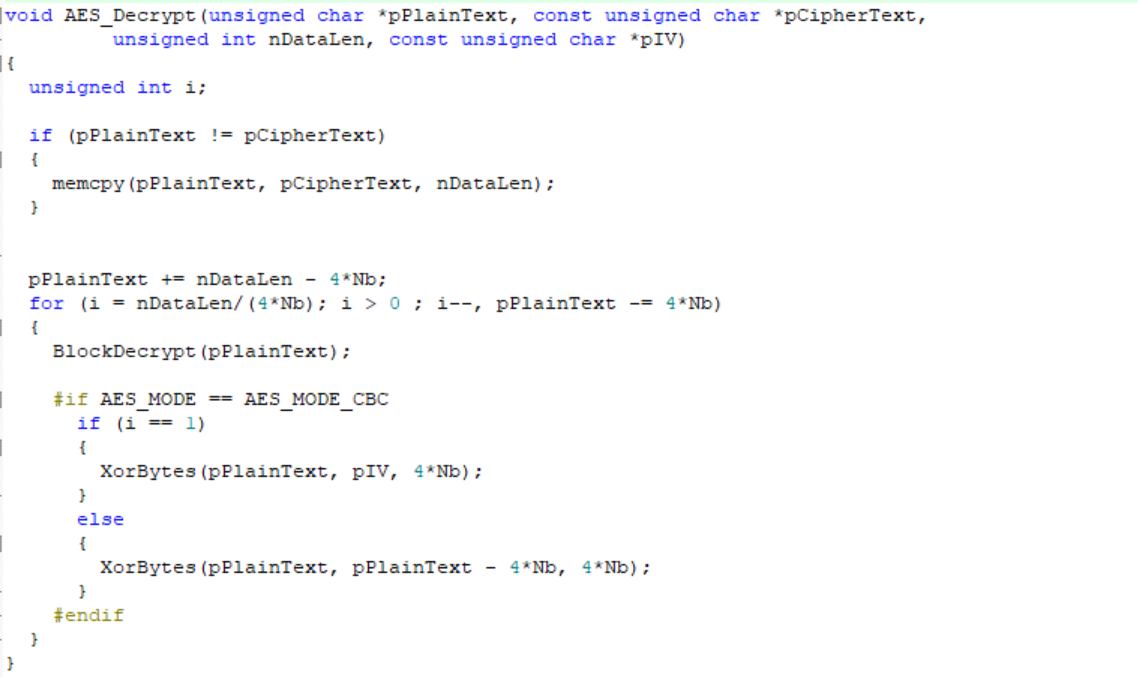 void AES_Decrypt(unsigned char *pPlainText, const unsigned char *pCipherText,
unsigned int nDataLen, const unsigned char *pIV)
{
unsigned int i;
if (pPlainText != pCipherText)
{
memcpy(pPlainText, pCipherText, nDataLen);
}
pPlainText += nDataLen - 4*Nb;
for (i = nDataLen/(4*Nb); i > 0 ; i--, pPlainText -= 4*Nb)
{
BlockDecrypt(pPlainText);
#if AES_MODE == AES_MODE_CBC
if (i == 1)
{
XorBytes(pPlainText, pIV, 4*Nb);
}
else
{
XorBytes(pPlainText, pPlainText - 4*Nb, 4*Nb);
}
#endif
}
}